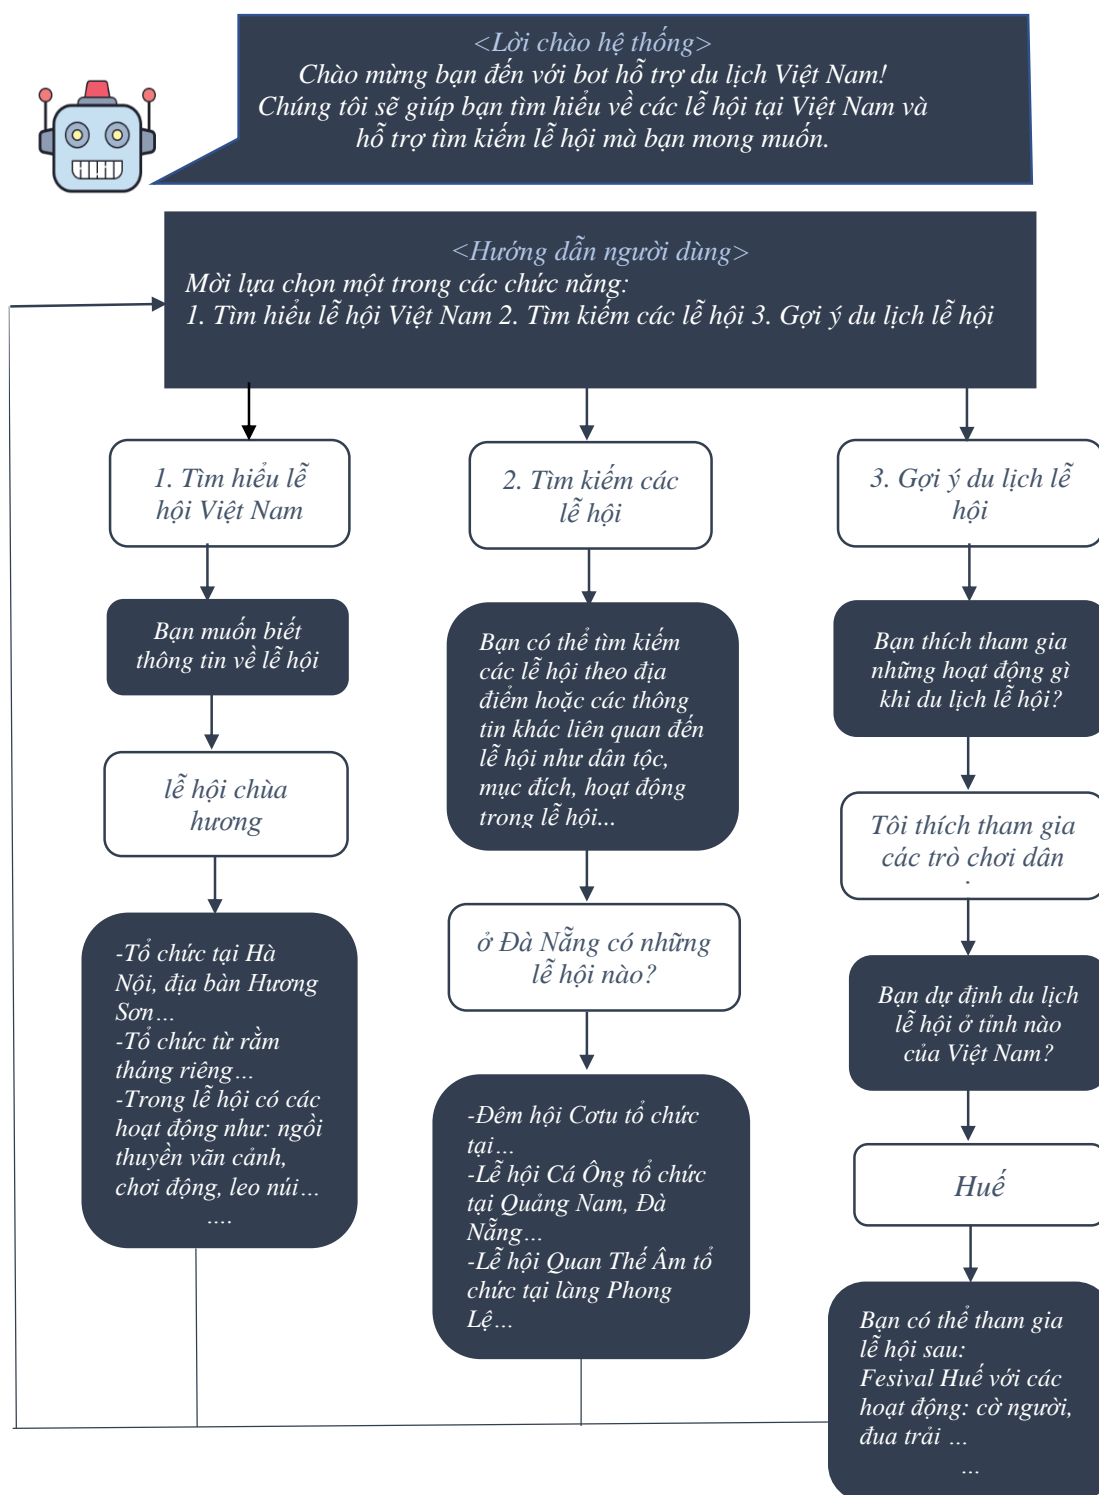 <Lời chào hệ thống>
Chào mừng bạn đến với bot hỗ trợ du lịch Việt Nam!
Chúng tôi sẽ giúp bạn tìm hiểu về các lễ hội tại Việt Nam và
hỗ trợ tìm kiếm lễ hội mà bạn mong muốn.
<Hướng dẫn người dùng>
Mời lựa chọn một trong các chức năng:
1. Tìm hiểu lễ hội Việt Nam 2. Tìm kiếm các lễ hội 3. Gợi ý du lịch lễ hội
1. Tìm hiểu lễ
hội Việt Nam
Bạn muốn biết
thông tin về lễ hội
lễ hội chùa
hương
-Tổ chức tại Hà
Nội, địa bàn Hương
Sơn…
-Tổ chức từ rằm
tháng riêng…
-Trong lễ hội có các
hoạt động như: ngồi
thuyền vãn cảnh,
chơi động, leo núi…
….
2. Tìm kiếm các
lễ hội
Bạn có thể tìm kiếm
các lễ hội theo địa
điểm hoặc các thông
tin khác liên quan đến
lễ hội như dân tộc,
mục đích, hoạt động
trong lễ hội...
ở Đà Nẵng có những
lễ hội nào?
-Đêm hội Cơtu tổ chức
tại…
-Lễ hội Cá Ông tổ chức
tại Quảng Nam, Đà
Nẵng…
-Lễ hội Quan Thế Âm tổ
chức tại làng Phong
Lệ…
3. Gợi ý du lịch lễ
hội
Bạn thích tham gia
những hoạt động gì
khi du lịch lễ hội?
Tôi thích tham gia
các trò chơi dân
Bạn dự định du lịch
lễ hội ở tỉnh nào
của Việt Nam?
Huế
Bạn có thể tham gia
lễ hội sau:
Fesival Huế với các
hoạt động: cờ người,
đua trải …
…